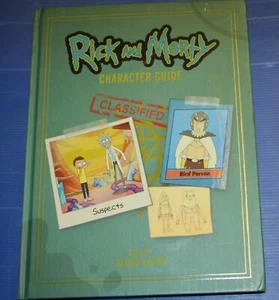 RICK AND MORTY
CHARACTER GUIDE
CLASSIFIED
Bird Person
Suspects